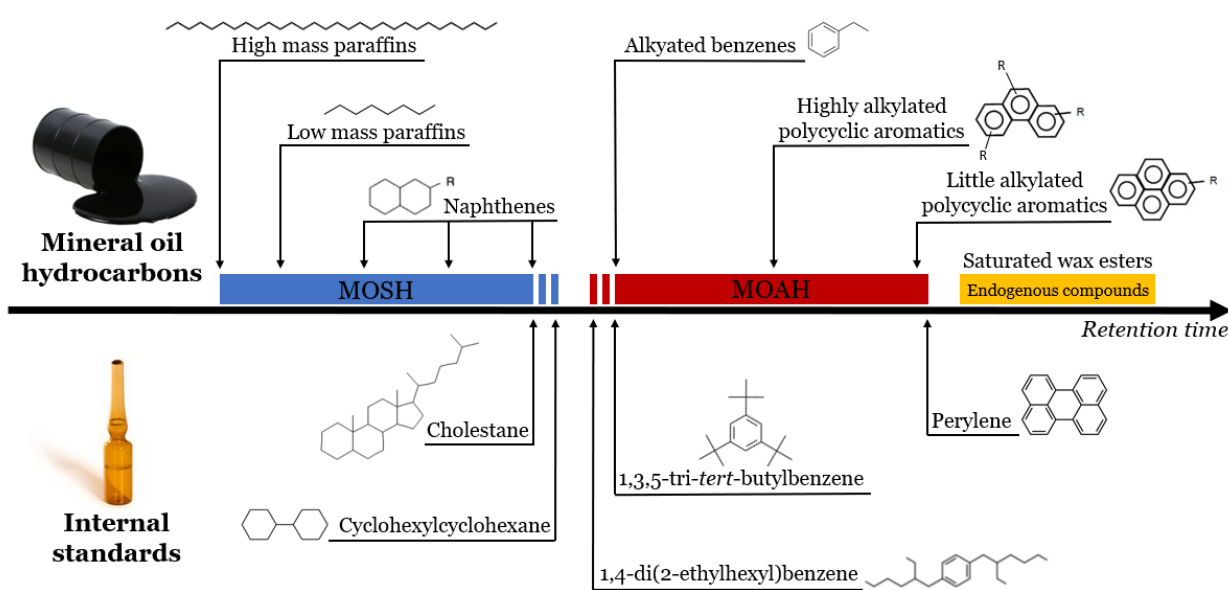 High mass paraffins
Alkyated benzenes
Low mass paraffins
Highly alkylated
polycyclic aromatics
R
R
R
R
Naphthenes
Little alkylated
polycyclic aromatics
R
Mineral oil
hydrocarbons
MOSH
MOAH
Saturated wax esters
Endogenous compounds
Retention time
Cholestane
Perylene
1,3,5-tri-tert-butylbenzene
Internal
standards
Cyclohexylcyclohexane
1,4-di(2-ethylhexyl)benzene